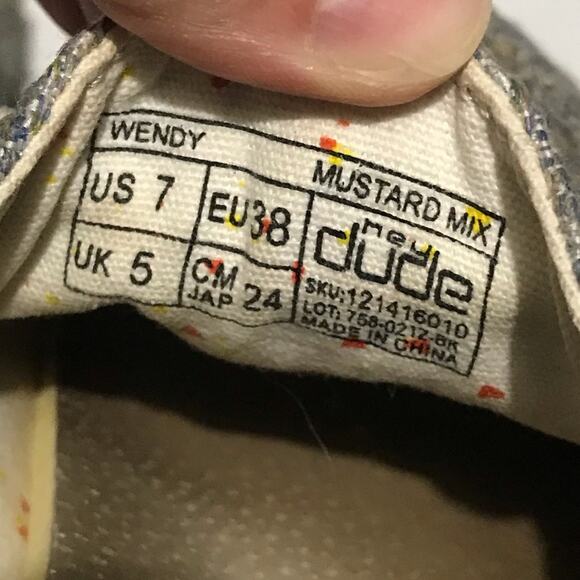 WENDY
MUSTARD MIX
US 7
EU38
hey
dude
UK 5
CM
JAP 24
SKU:121416010
LOT: 758-0212-BK
MADE IN CHINA